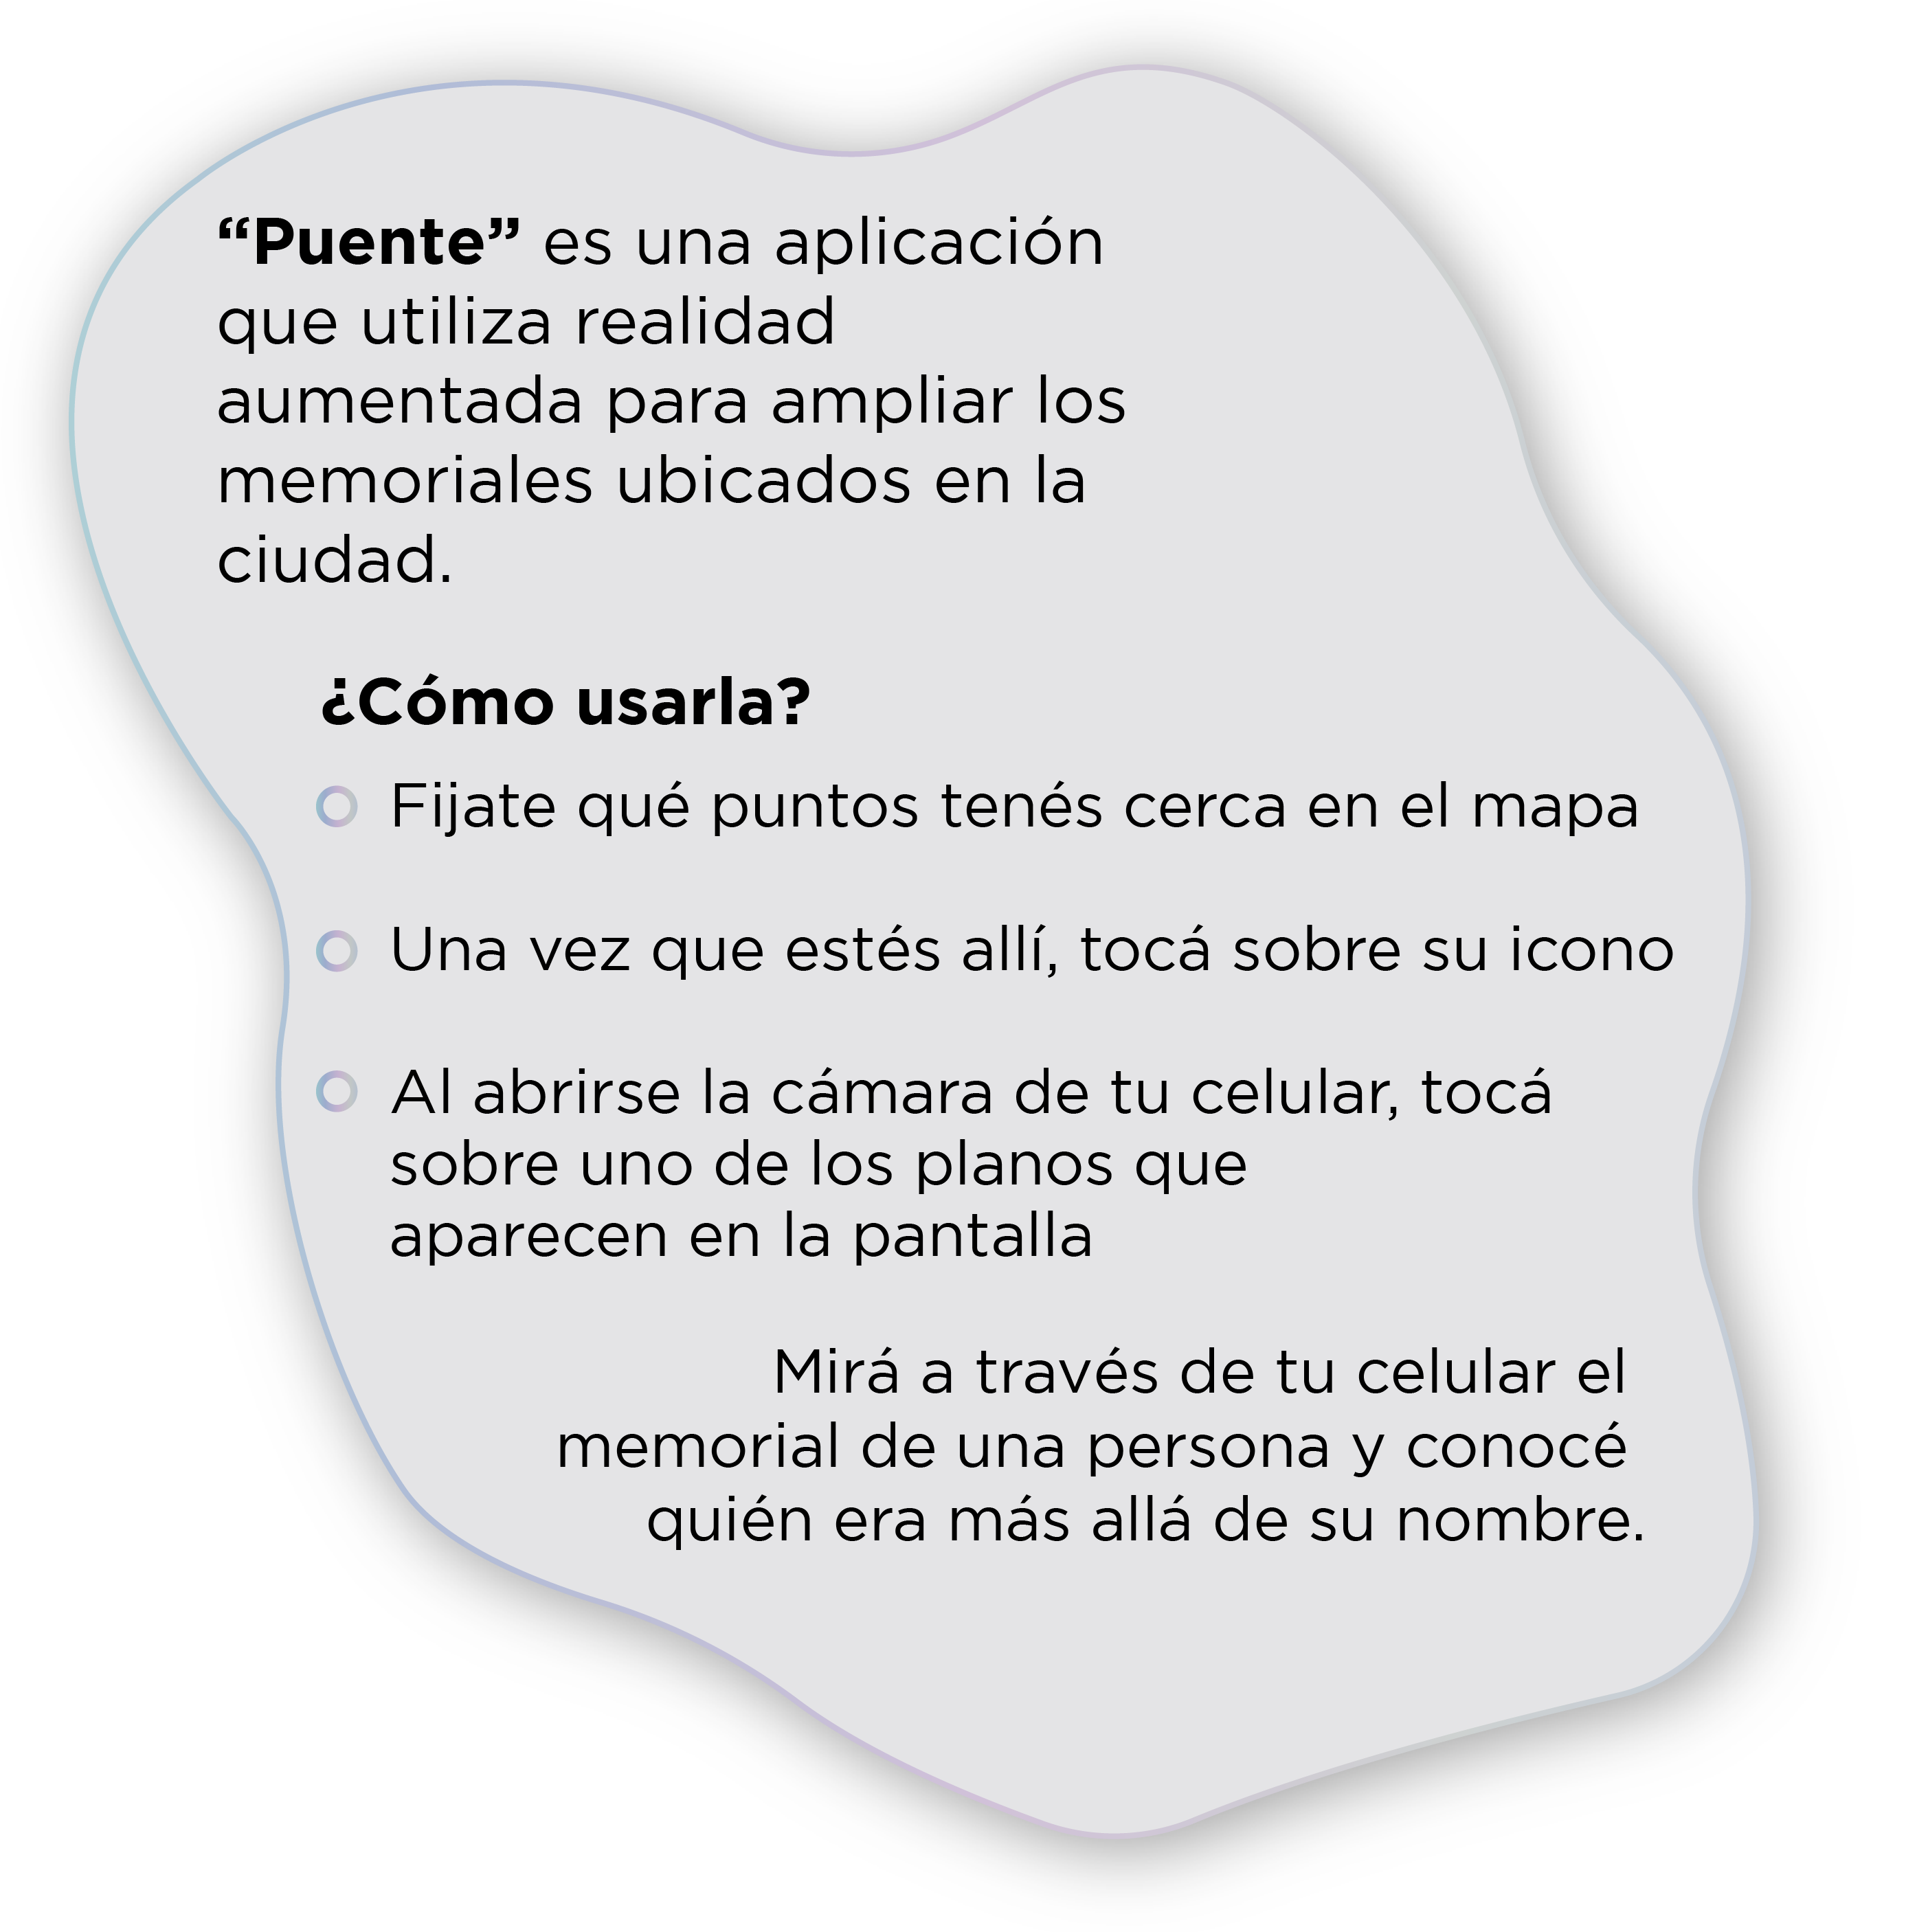 “Puente” es una aplicación
que utiliza realidad
aumentada para ampliar los
memoriales ubicados en la
ciudad.
¿Cómo usarla?
Fijate qué puntos tenés cerca en el mapa
Una vez que estés allí, tocá sobre su icono
Al abrirse la cámara de tu celular, tocá
sobre uno de los planos que
aparecen en la pantalla
Mirá a través de tu celular el
memorial de una persona y conocé
quién era más allá de su nombre.